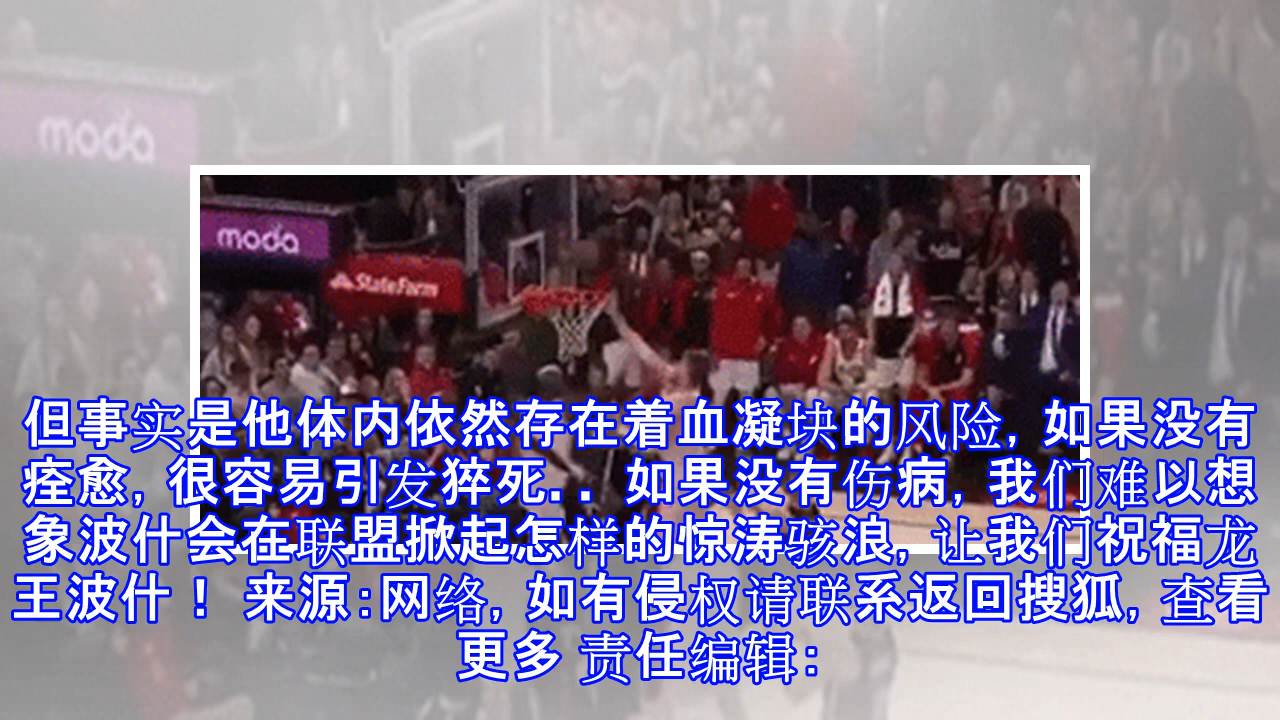 moda
moda
StateFarm
但事实是他体内依然存在着血凝块的风险, 如果没有
痊愈, 很容易引发猝死. . 如果没有伤病, 我们难以想
象波什会在联盟掀起怎样的惊涛骇浪, 让我们祝福龙
王波什 ! 来源:网络, 如有侵权请联系返回搜狐, 查看
更多 责任编辑: